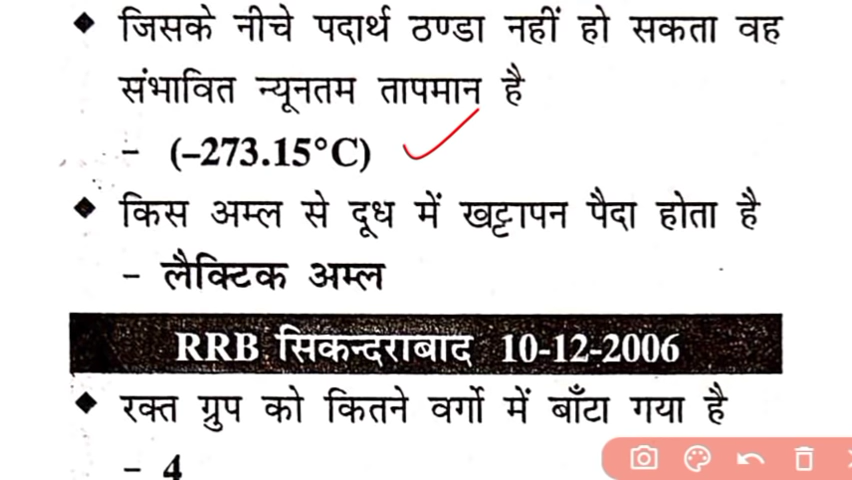 ◆ जिसके नीचे पदार्थ ठण्डा नहीं हो सकता वह
संभावित न्यूनतम तापमान है
– (–273.15°C)
◆ किस अम्ल से दूध में खट्टापन पैदा होता है
– लैक्टिक अम्ल
RRB सिकन्दराबाद 10-12-2006
◆ रक्त ग्रुप को कितने वर्गो में बाँटा गया है
– 4